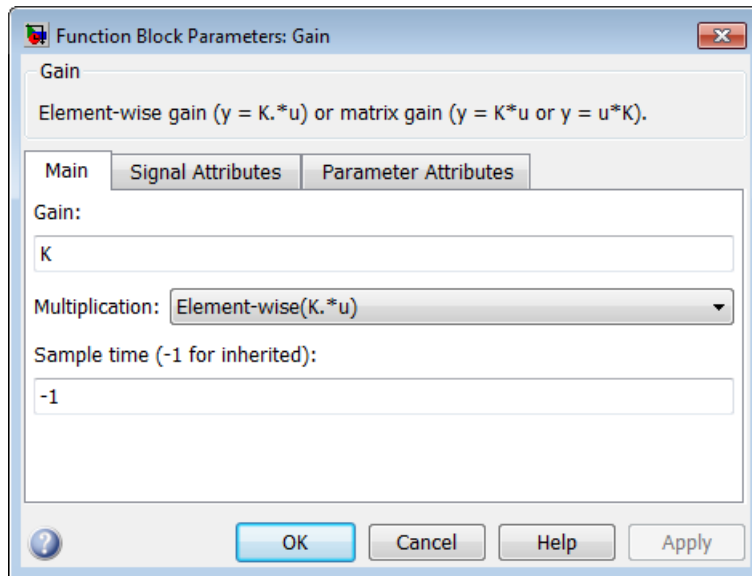 Function Block Parameters: Gain
Gain
Element-wise gain (y = K.*u) or matrix gain (y = K*u or y = u*K).
Main Signal Attributes Parameter Attributes
Gain:
K
Multiplication: Element-wise(K.*u)
Sample time (-1 for inherited):
-1
? OK Cancel Help Apply